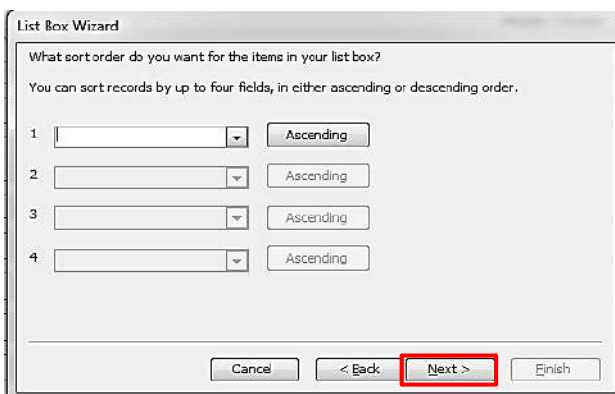 List Box Wizard
What sort order do you want for the items in your list box?
You can sort records by up to four fields, in either ascending or descending order.
1 Ascending
2 Ascending
3 Ascending
4 Ascending
Cancel < Back Next > Finish